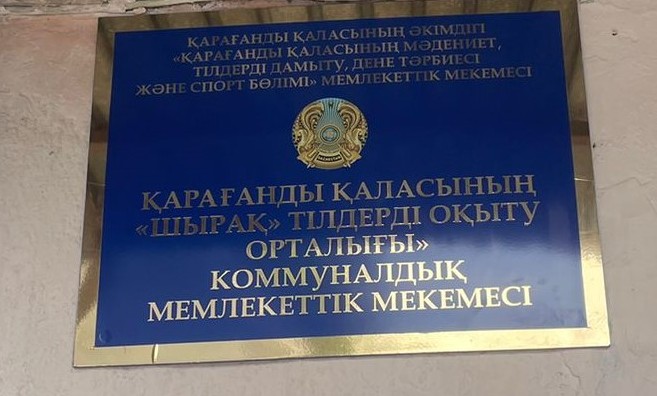 ҚАРАҒАНДЫ ҚАЛАСЫНЫҢ ӘКІМДІГІ
«ҚАРАҒАНДЫ ҚАЛАСЫНЫҢ МӘДЕНИЕТ,
ТІЛДЕРДІ ДАМЫТУ, ДЕНЕ ТӘРБИЕСІ
ЖӘНЕ СПОРТ БӨЛІМІ» МЕМЛЕКЕТТІК МЕКЕМЕСІ
ҚАРАҒАНДЫ ҚАЛАСЫНЫҢ
«ШЫРАҚ» ТІЛДЕРДІ ОҚЫТУ
ОРТАЛЫҒЫ»
КОММУНАЛДЫҚ
МЕМЛЕКЕТТІК МЕКЕМЕСІ